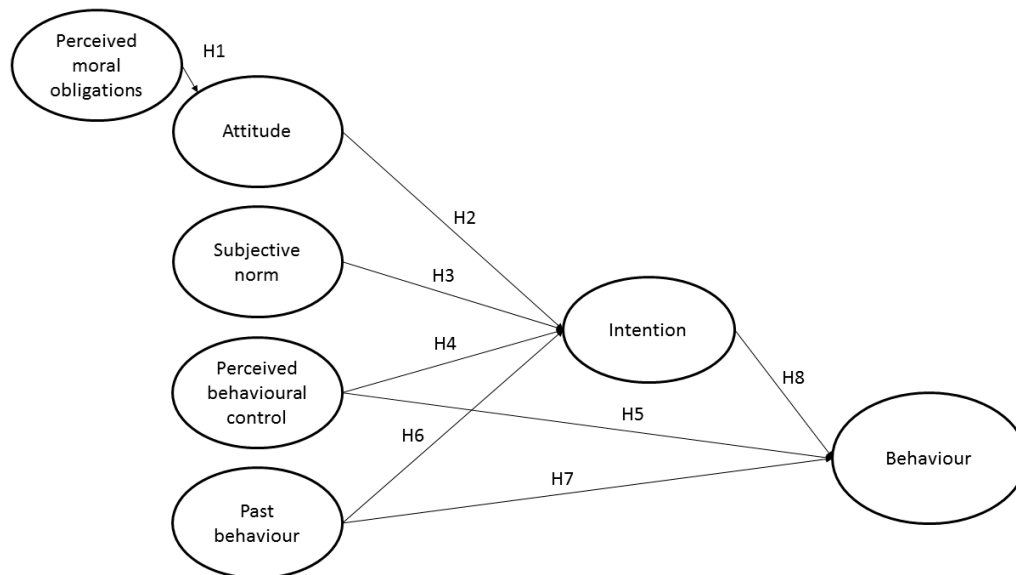 Perceived
moral
obligations
H1
Attitude
H2
Subjective
norm
H3
Intention
H4
Perceived
behavioural
control
H8
H5
H6
Behaviour
H7
Past
behaviour